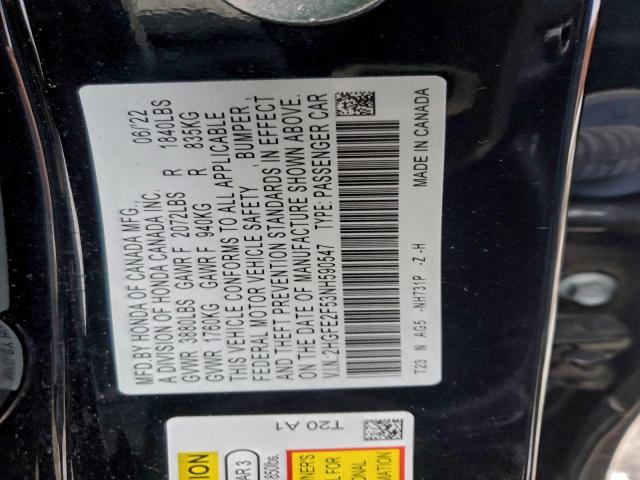 MFD.BY HONDA OF CANADA MFG., 06/22
A DIVISION OF HONDA CANADA INC.
GVWR 3880LBS GAWR F 2072LBS R 1840LBS
GVWR 1760KG GAWR F 940KG R 835KG
THIS VEHICLE CONFORMS TO ALL APPLICABLE
FEDERAL MOTOR VEHICLE SAFETY, BUMPER,
AND THEFT PREVENTION STANDARDS IN EFFECT
ON THE DATE OF MANUFACTURE SHOWN ABOVE.
V.I.N.:2HGFE2F53NH590547 TYPE: PASSENGER CAR
T23 N AG5 -NH731P -Z -H MADE IN CANADA
T20 A1